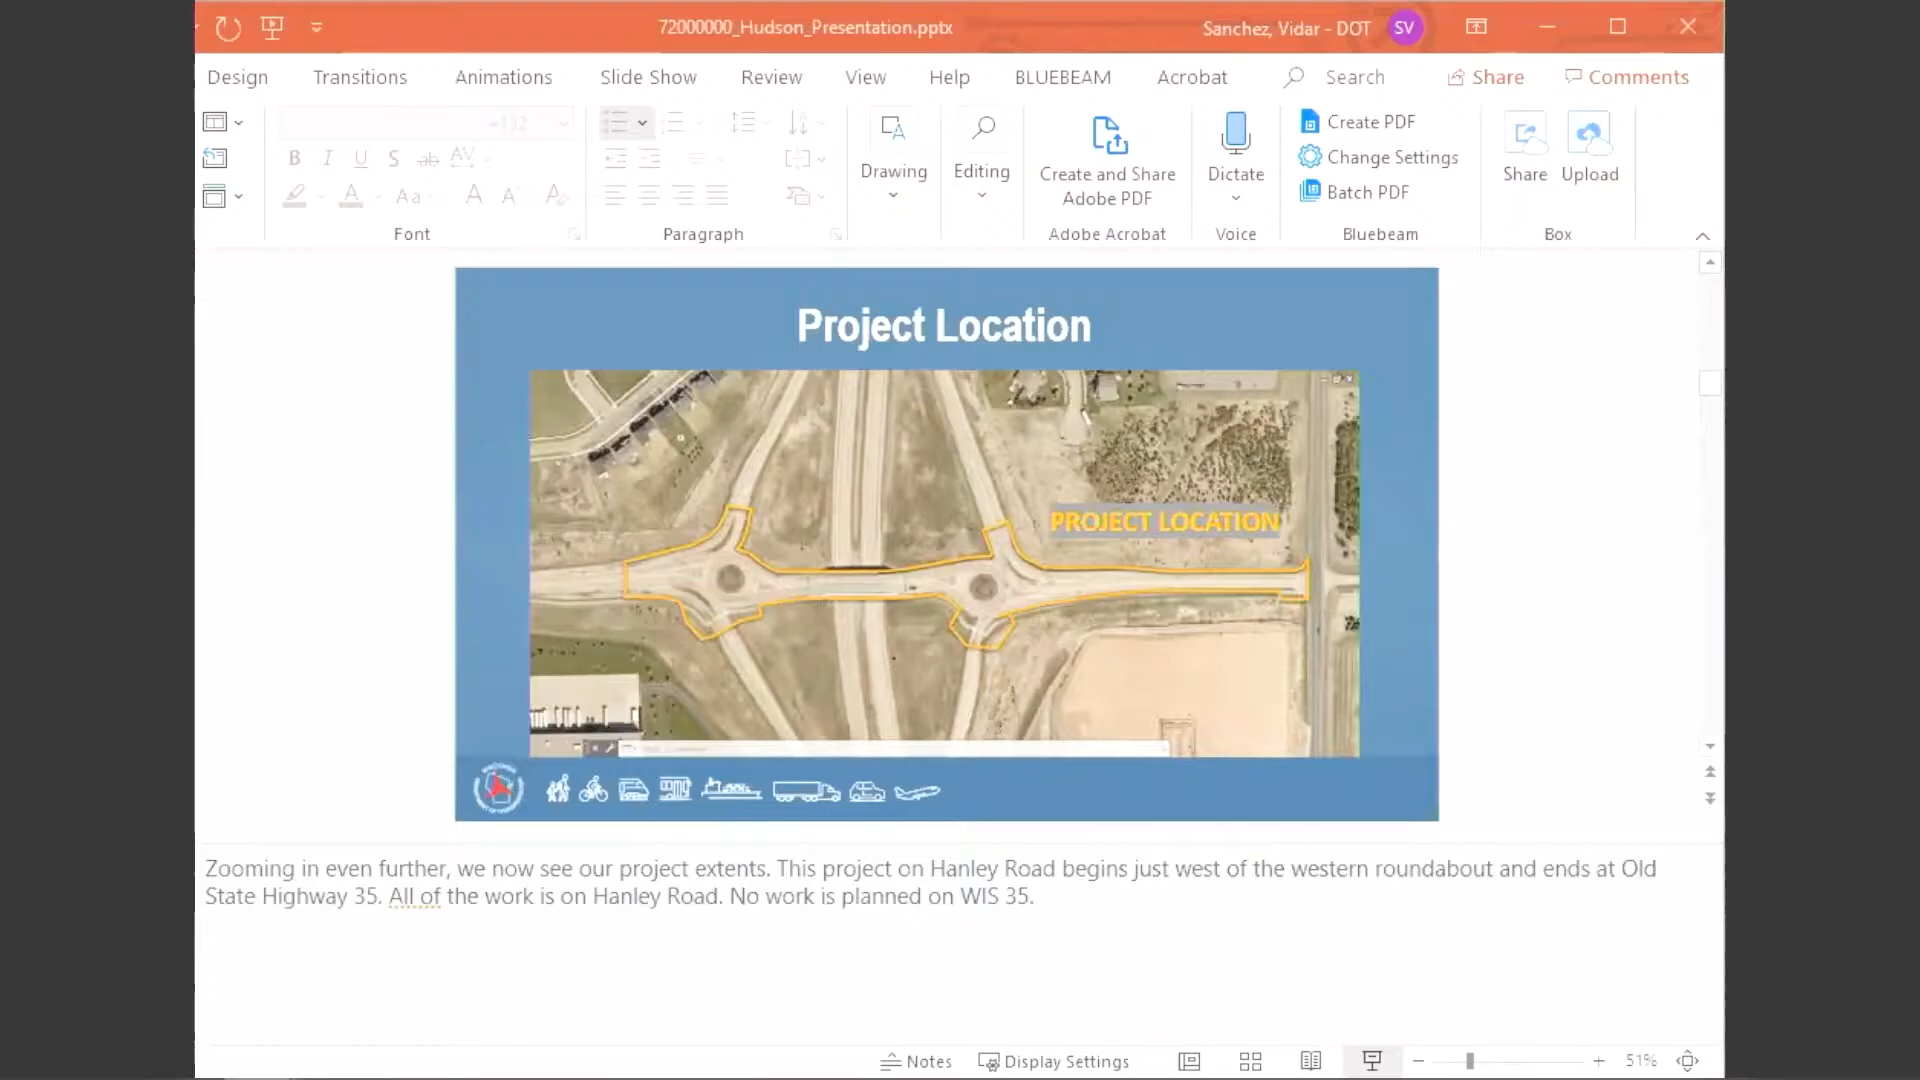 72000000_Hudson_Presentation.pptx
Sanchez, Vidar - DOT
SV
Design
Transitions
Animations
Slide Show
Review
View
Help
BLUEBEAM
Acrobat
Search
Share
Comments
B I U S ab AV
A Aa A A A
Font
Paragraph
Drawing
Editing
Create and Share
Adobe PDF
Adobe Acrobat
Dictate
Voice
Create PDF
Change Settings
Batch PDF
Bluebeam
Share
Upload
Box
Project Location
PROJECT LOCATION
Zooming in even further, we now see our project extents. This project on Hanley Road begins just west of the western roundabout and ends at Old
State Highway 35. All of the work is on Hanley Road. No work is planned on WIS 35.
Notes
Display Settings
51%